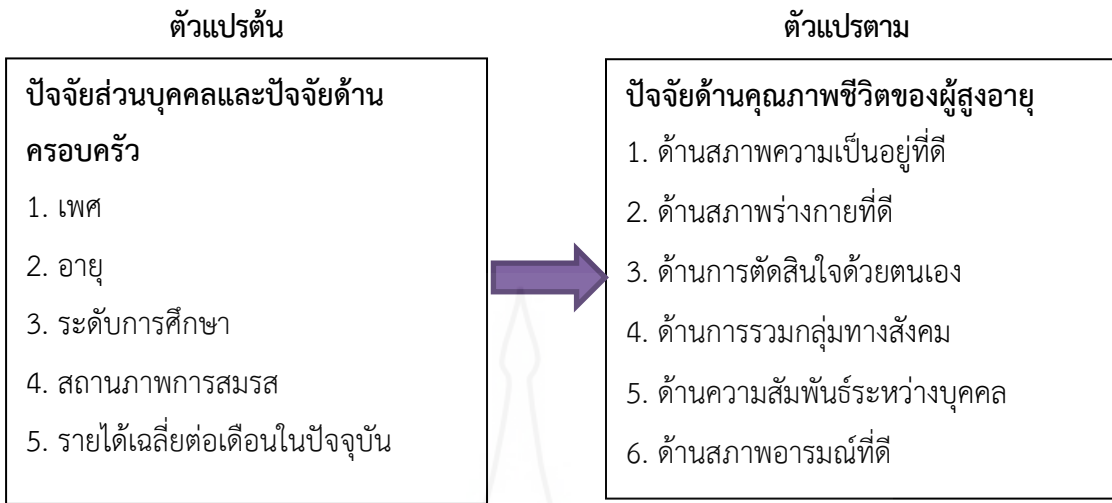 ตัวแปรต้น
ปัจจัยส่วนบุคคลและปัจจัยด้าน
ครอบครัว
1. เพศ
2. อายุ
3. ระดับการศึกษา
4. สถานภาพการสมรส
5. รายได้เฉลี่ยต่อเดือนในปัจจุบัน
ตัวแปรตาม
ปัจจัยด้านคุณภาพชีวิตของผู้สูงอายุ
1. ด้านสภาพความเป็นอยู่ที่ดี
2. ด้านสภาพร่างกายที่ดี
3. ด้านการตัดสินใจด้วยตนเอง
4. ด้านการรวมกลุ่มทางสังคม
5. ด้านความสัมพันธ์ระหว่างบุคคล
6. ด้านสภาพอารมณ์ที่ดี